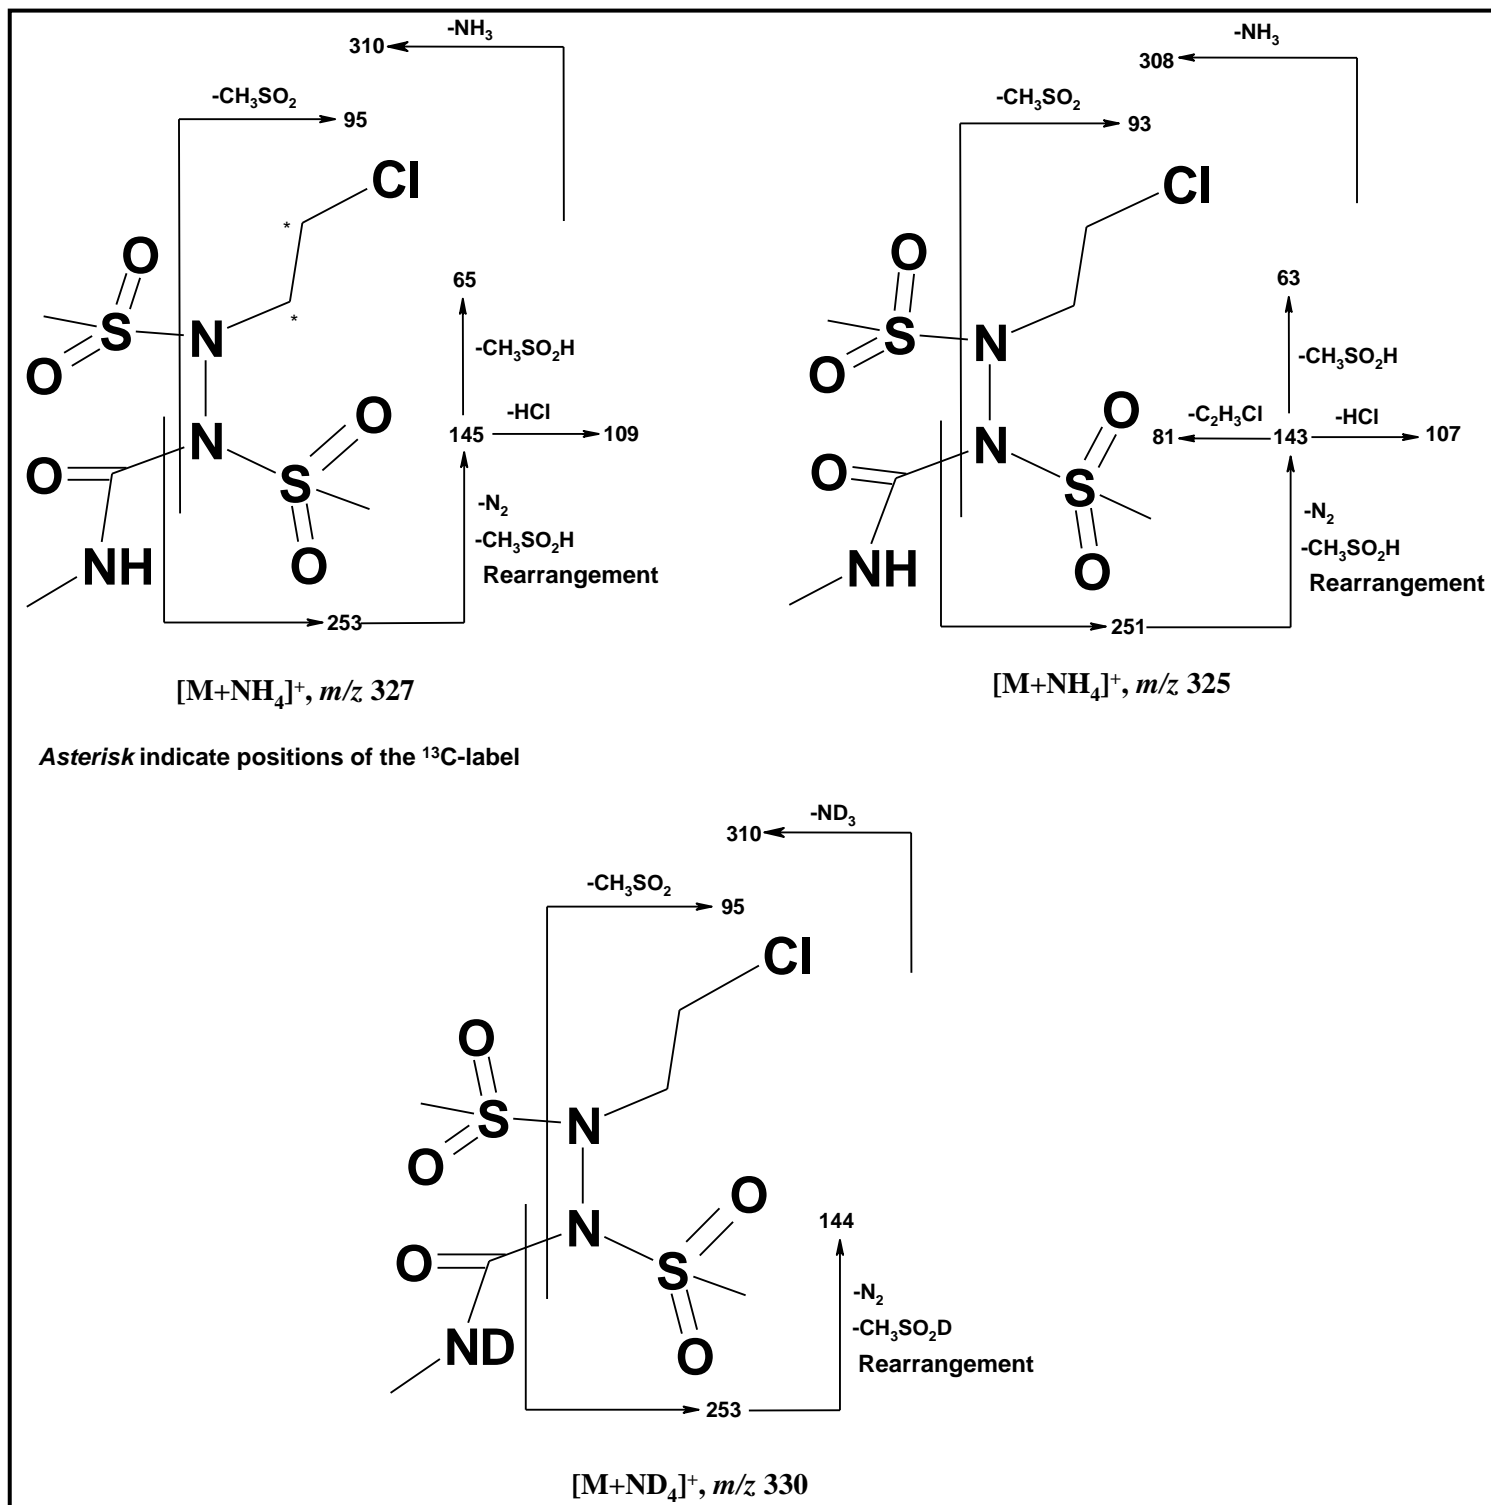 -NH3
310
-CH3SO2
95
Cl
*
O
65
*
S
N
O
-CH3SO2H
O
-HCl
N
145
109
O
S
-N2
NH
O
-CH3SO2H
Rearrangement
253
[M+NH4]+, m/z 327
-NH3
308
-CH3SO2
93
Cl
O
63
S
N
O
-CH3SO2H
O
-C2H3Cl
-HCl
N
81
143
107
O
S
-N2
NH
O
-CH3SO2H
Rearrangement
251
[M+NH4]+, m/z 325
Asterisk indicate positions of the 13C-label
-ND3
310
-CH3SO2
95
Cl
O
S
N
O
O
N
144
O
S
-N2
ND
O
-CH3SO2D
Rearrangement
253
[M+ND4]+, m/z 330